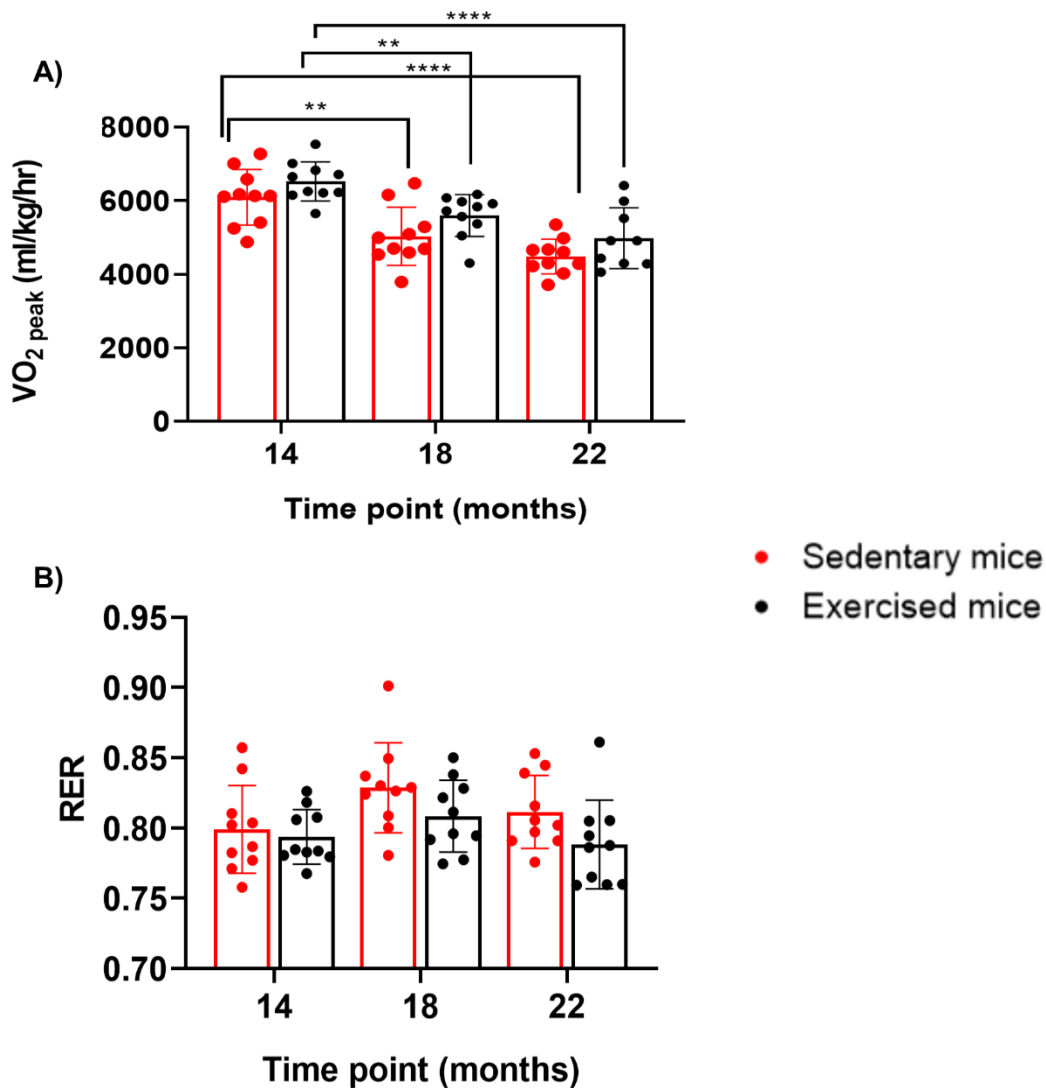 ****
**
A)
****
**
8000
6000
4000
2000
0
VO2 peak (ml/kg/hr)
14 18 22
Time point (months)
Sedentary mice
Exercised mice
B)
0.95
0.90
0.85
0.80
0.75
0.70
RER
14 18 22
Time point (months)